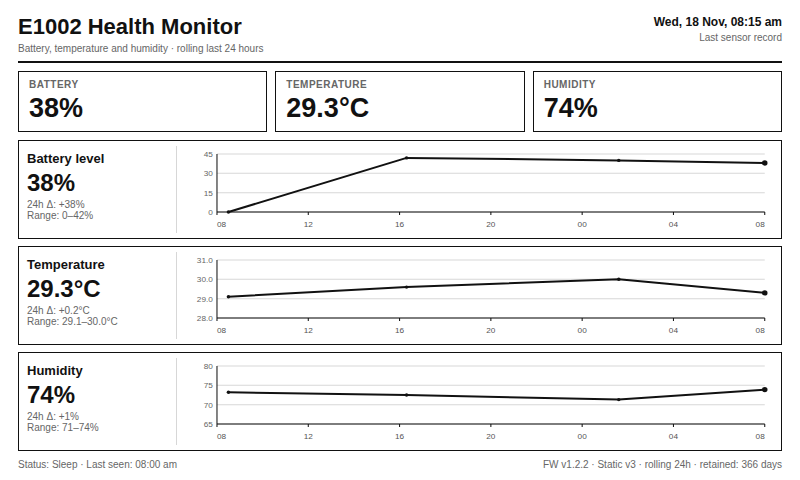 E1002 Health Monitor
Wed, 18 Nov, 08:15 am
Battery, temperature and humidity · rolling last 24 hours
Last sensor record
BATTERY
38%
TEMPERATURE
29.3°C
HUMIDITY
74%
Battery level
38%
24h Δ: +38%
Range: 0–42%
45
30
15
0
08 12 16 20 00 04 08
Temperature
29.3°C
24h Δ: +0.2°C
Range: 29.1–30.0°C
31.0
30.0
29.0
28.0
08 12 16 20 00 04 08
Humidity
74%
24h Δ: +1%
Range: 71–74%
80
75
70
65
08 12 16 20 00 04 08
Status: Sleep · Last seen: 08:00 am
FW v1.2.2 · Static v3 · rolling 24h · retained: 366 days